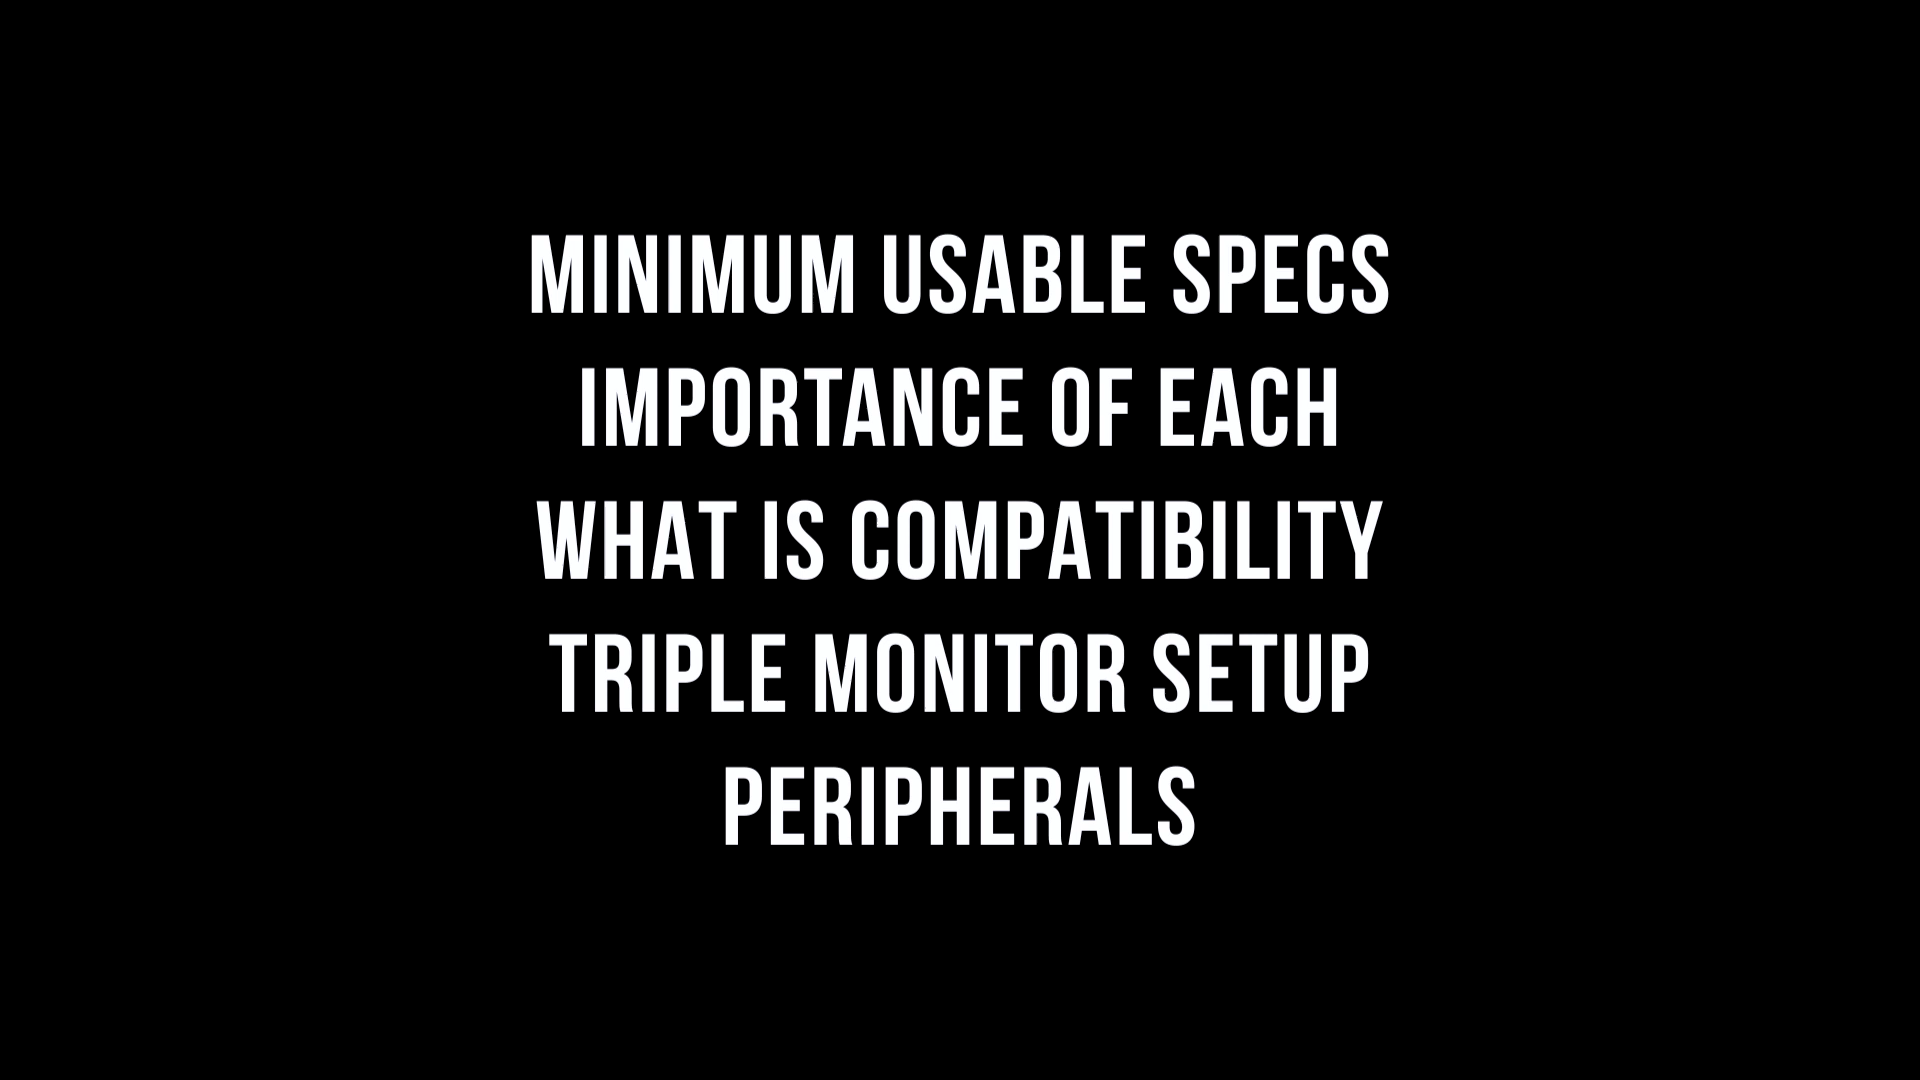 MINIMUM USABLE SPECS
IMPORTANCE OF EACH
WHAT IS COMPATIBILITY
TRIPLE MONITOR SETUP
PERIPHERALS